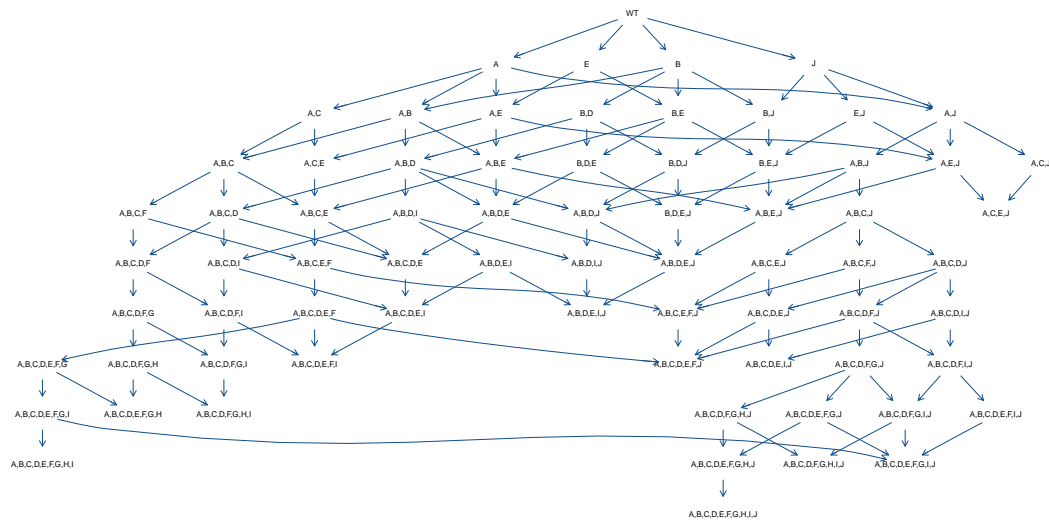 WT
A E B J
A,C A,B A,E B,D B,E B,J E,J A,J
A,B,C A,C,E A,B,D A,B,E B,D,E B,D,J B,E,J A,B,J A,E,J A,C,J
A,B,C,F A,B,C,D A,B,C,E A,B,D,I A,B,D,E A,B,D,J B,D,E,J A,B,E,J A,B,C,J A,C,E,J
A,B,C,D,F A,B,C,D,I A,B,C,E,F A,B,C,D,E A,B,D,E,I A,B,D,I,J A,B,D,E,J A,B,C,E,J A,B,C,F,J A,B,C,D,J
A,B,C,D,F,G A,B,C,D,F,I A,B,C,D,E,F A,B,C,D,E,I A,B,D,E,I,J A,B,C,E,F,J A,B,C,D,E,J A,B,C,D,F,J A,B,C,D,I,J
A,B,C,D,E,F,G A,B,C,D,F,G,H A,B,C,D,F,G,I A,B,C,D,E,F,I A,B,C,D,E,F,J A,B,C,D,E,I,J A,B,C,D,F,G,J A,B,C,D,F,I,J
A,B,C,D,E,F,G,I A,B,C,D,E,F,G,H A,B,C,D,F,G,H,I A,B,C,D,F,G,H,J A,B,C,D,E,F,G,J A,B,C,D,F,G,I,J A,B,C,D,E,F,I,J
A,B,C,D,E,F,G,H,I A,B,C,D,E,F,G,H,J A,B,C,D,F,G,H,I,J A,B,C,D,E,F,G,I,J
A,B,C,D,E,F,G,H,I,J